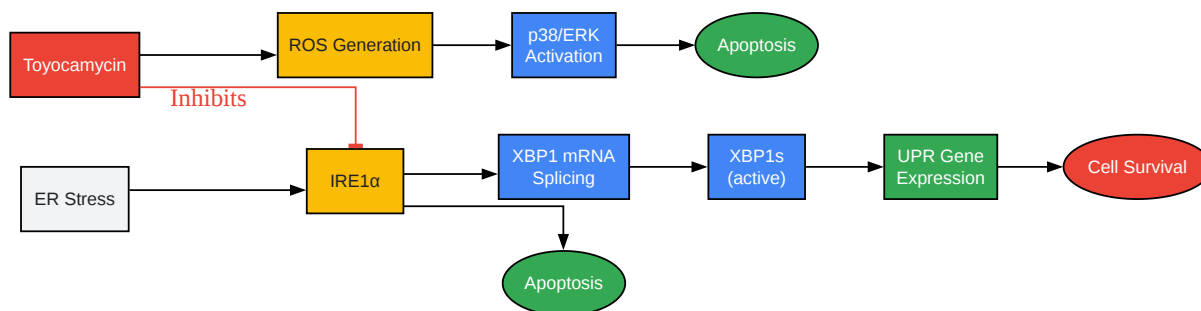 Toyocamycin
ROS Generation
p38/ERK
Activation
Apoptosis
Inhibits
ER Stress
IRE1α
XBP1 mRNA
Splicing
XBP1s
(active)
UPR Gene
Expression
Cell Survival
Apoptosis